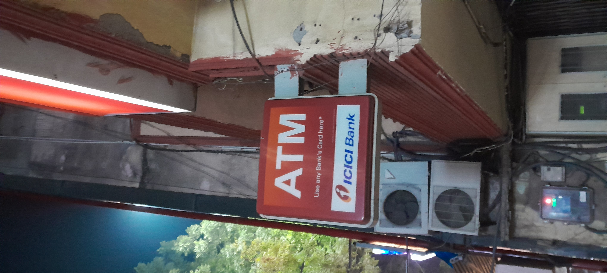 ATM
Use any Bank's Card here*
ICICI Bank